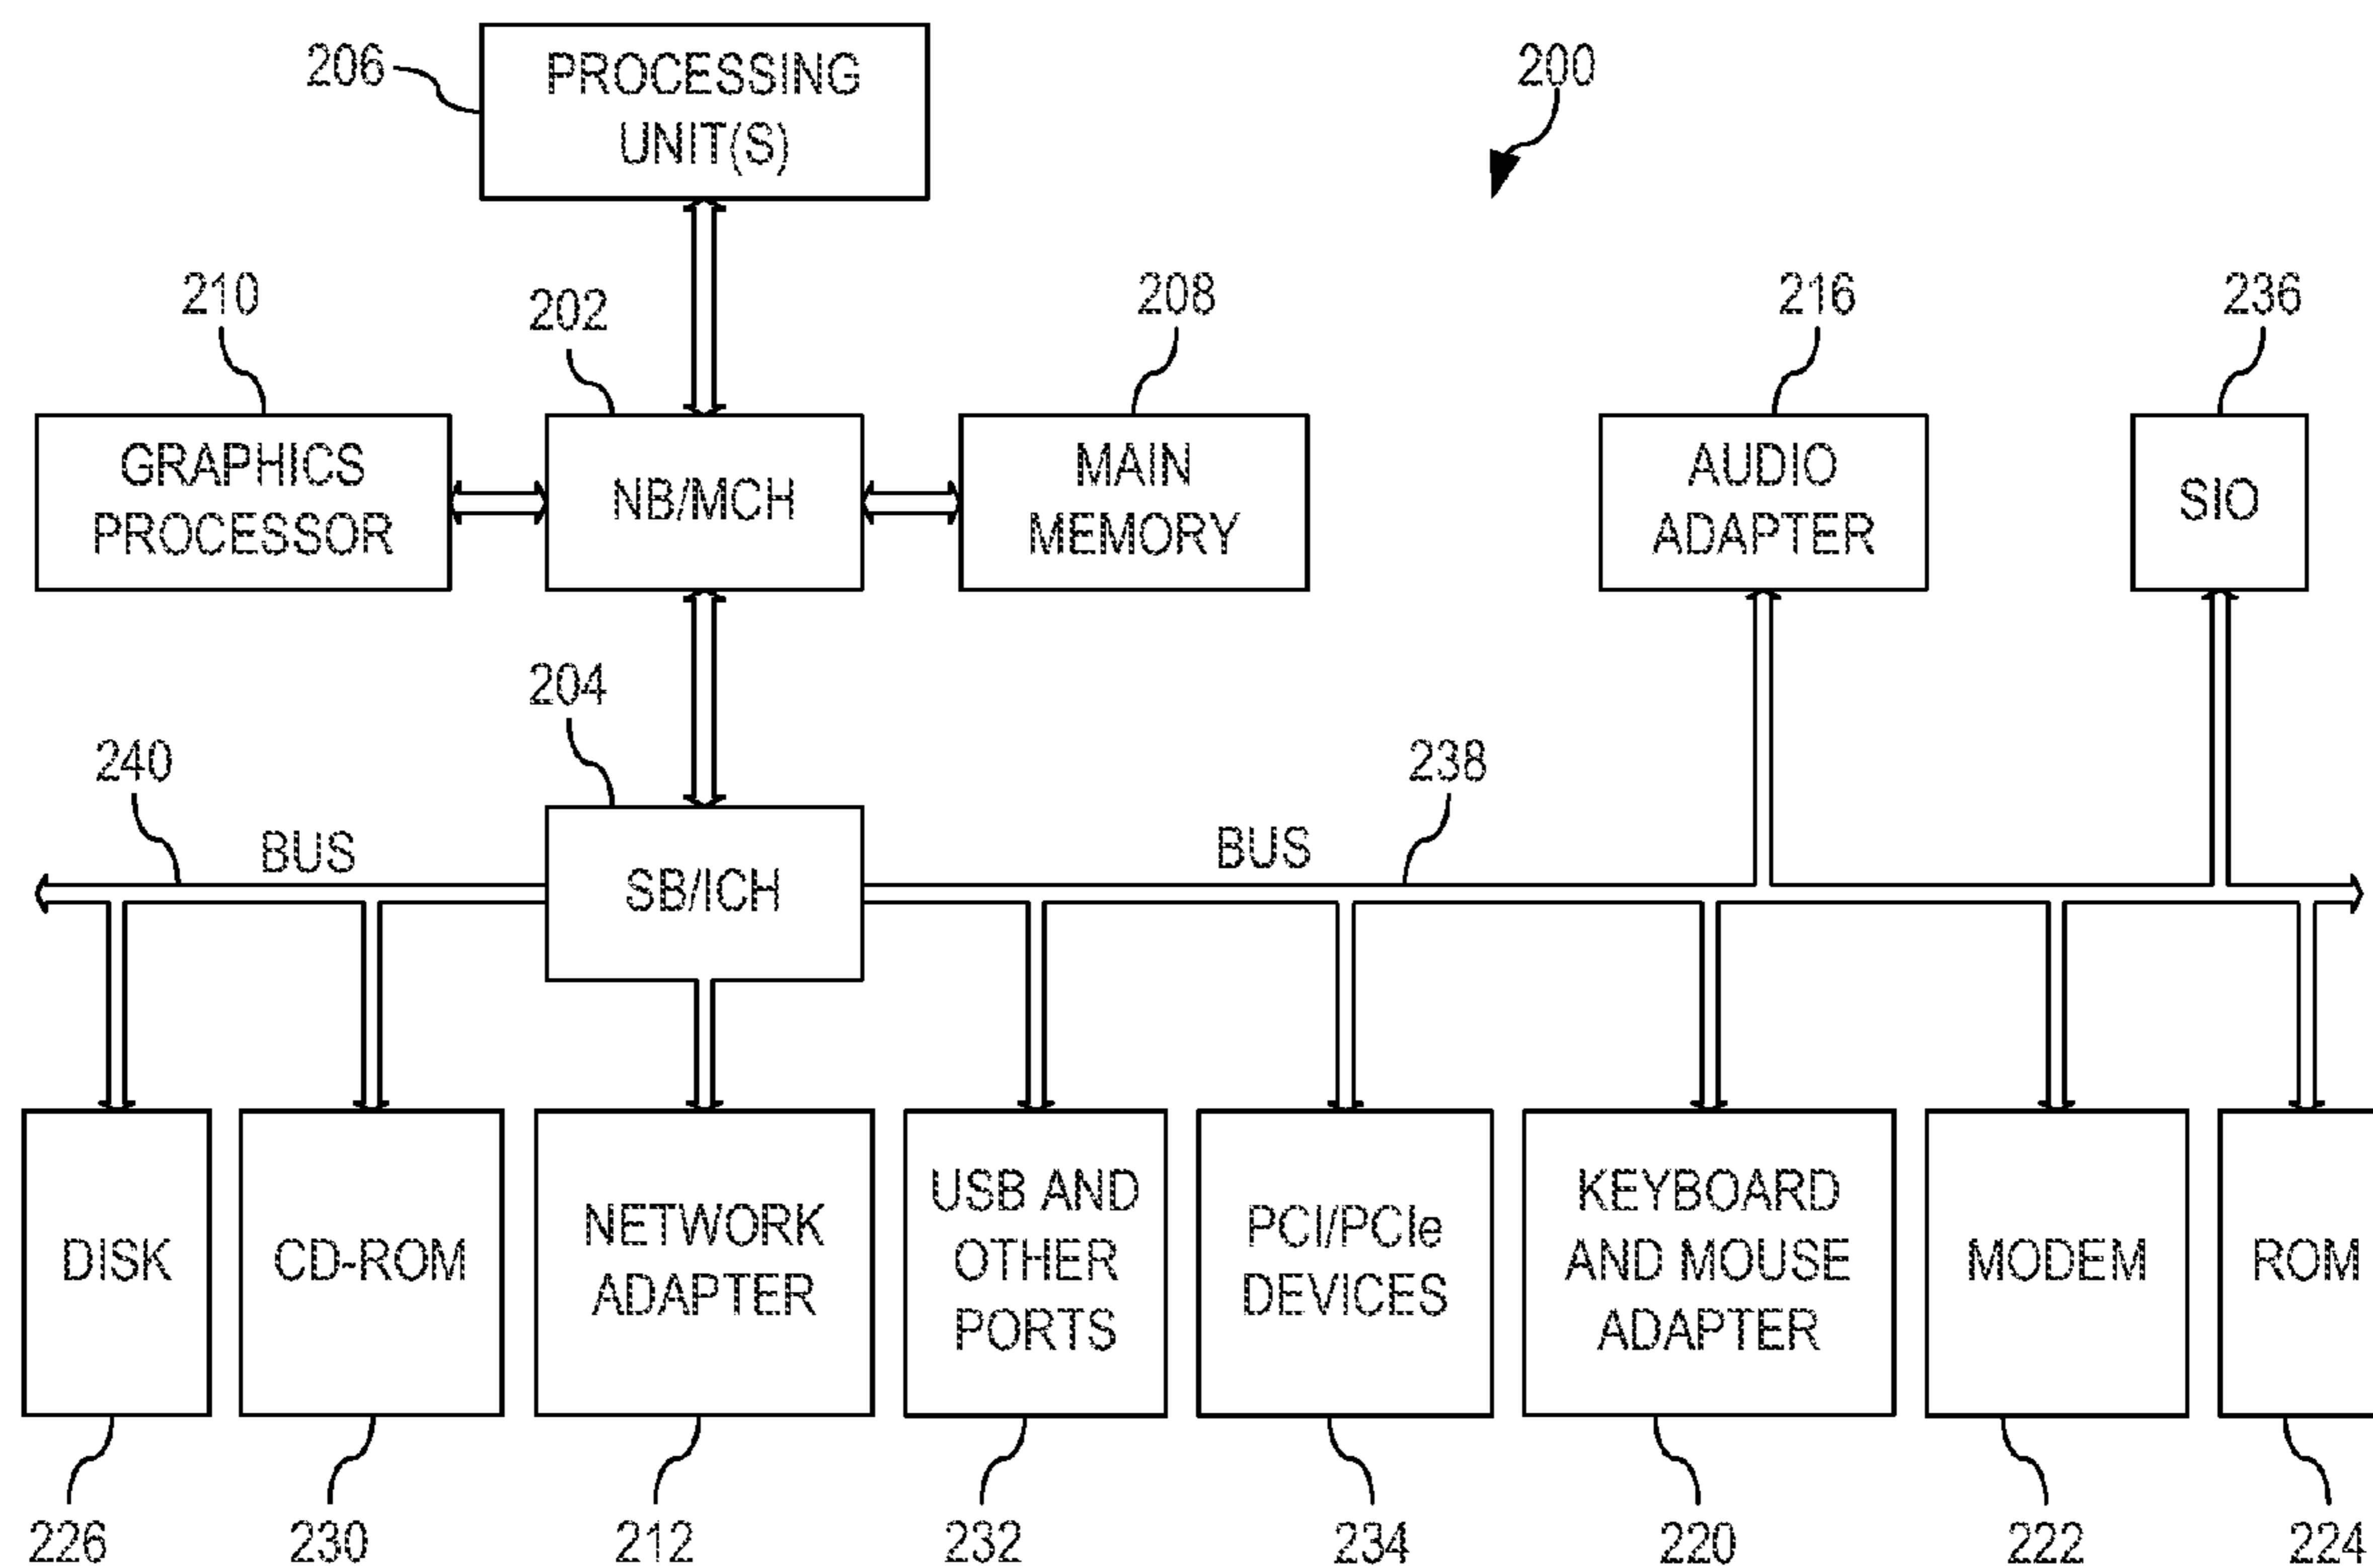 206
PROCESSING
UNIT(S)
200
210
202
208
216
236
GRAPHICS
PROCESSOR
NB/MCH
MAIN
MEMORY
AUDIO
ADAPTER
SIO
204
240
238
BUS
BUS
SB/ICH
DISK
CD-ROM
NETWORK
ADAPTER
USB AND
OTHER
PORTS
PCI/PCIe
DEVICES
KEYBOARD
AND MOUSE
ADAPTER
MODEM
ROM
226
230
212
232
234
220
222
224